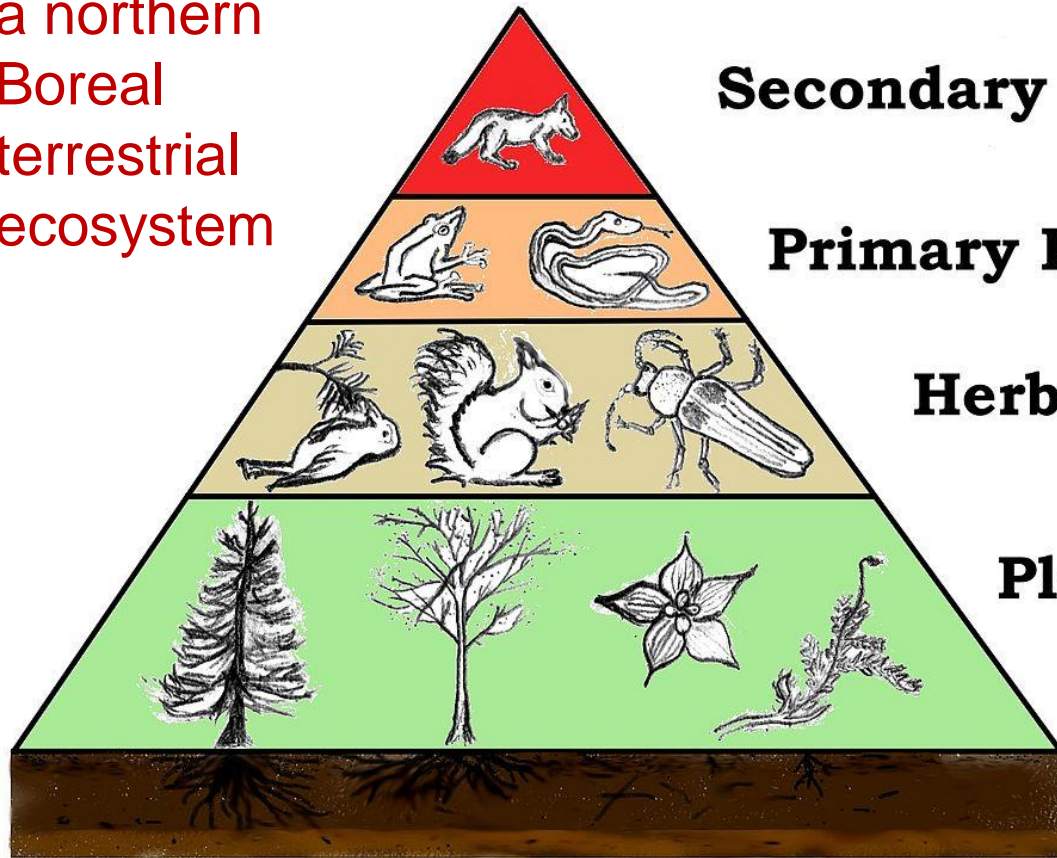 a northern
Boreal
terrestrial
ecosystem
Secondary
Primary
Herb
Pl